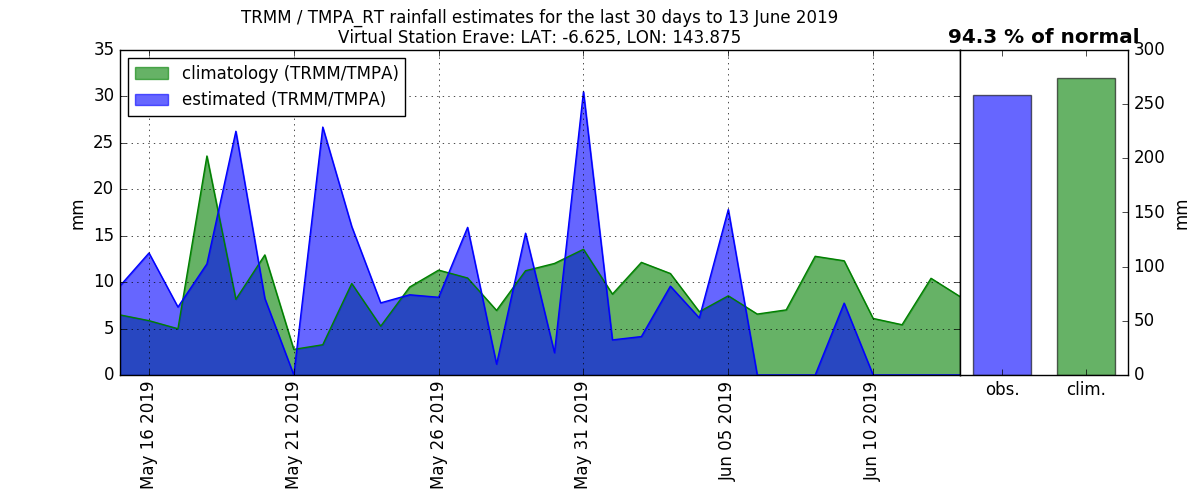 TRMM / TMPA_RT rainfall estimates for the last 30 days to 13 June 2019
Virtual Station Erave: LAT: -6.625, LON: 143.875
94.3 % of normal
climatology (TRMM/TMPA)
estimated (TRMM/TMPA)
35
30
25
20
15
10
5
0
mm
May 16 2019
May 21 2019
May 26 2019
May 31 2019
Jun 05 2019
Jun 10 2019
300
250
200
150
100
50
0
mm
obs.
clim.